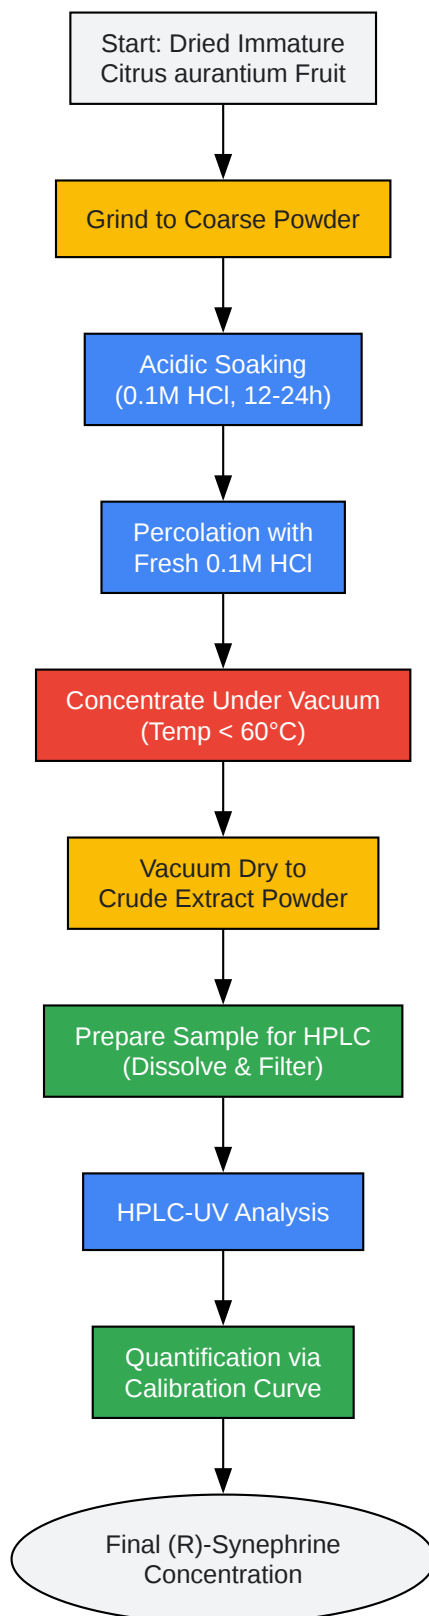 Start: Dried Immature
Citrus aurantium Fruit
Grind to Coarse Powder
Acidic Soaking
(0.1M HCl, 12-24h)
Percolation with
Fresh 0.1M HCl
Concentrate Under Vacuum
(Temp < 60°C)
Vacuum Dry to
Crude Extract Powder
Prepare Sample for HPLC
(Dissolve & Filter)
HPLC-UV Analysis
Quantification via
Calibration Curve
Final (R)-Synephrine
Concentration